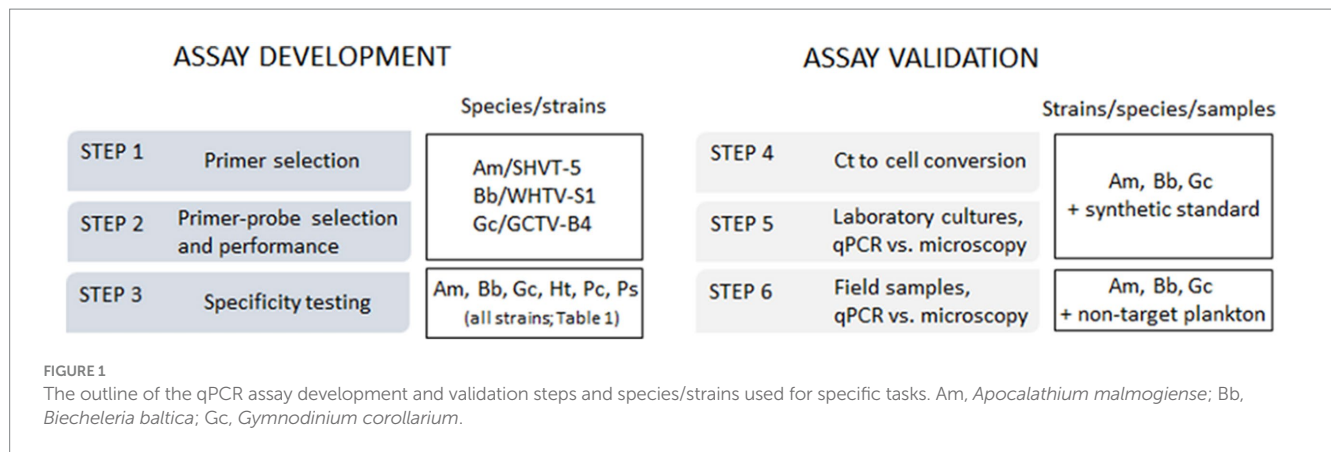 ASSAY DEVELOPMENT
Species/strains
STEP 1 Primer selection
STEP 2 Primer-probe selection
and performance
Am/SHVT-5
Bb/WHTV-S1
Gc/GCTV-B4
STEP 3 Specificity testing
Am, Bb, Gc, Ht, Pc, Ps
(all strains; Table 1)
ASSAY VALIDATION
Strains/species/samples
STEP 4 Ct to cell conversion
STEP 5 Laboratory cultures,
qPCR vs. microscopy
Am, Bb, Gc
+ synthetic standard
STEP 6 Field samples,
qPCR vs. microscopy
Am, Bb, Gc
+ non-target plankton
FIGURE 1
The outline of the qPCR assay development and validation steps and species/strains used for specific tasks. Am, Apocalathium malmogiense; Bb,
Biecheleria baltica; Gc, Gymnodinium corollarium.